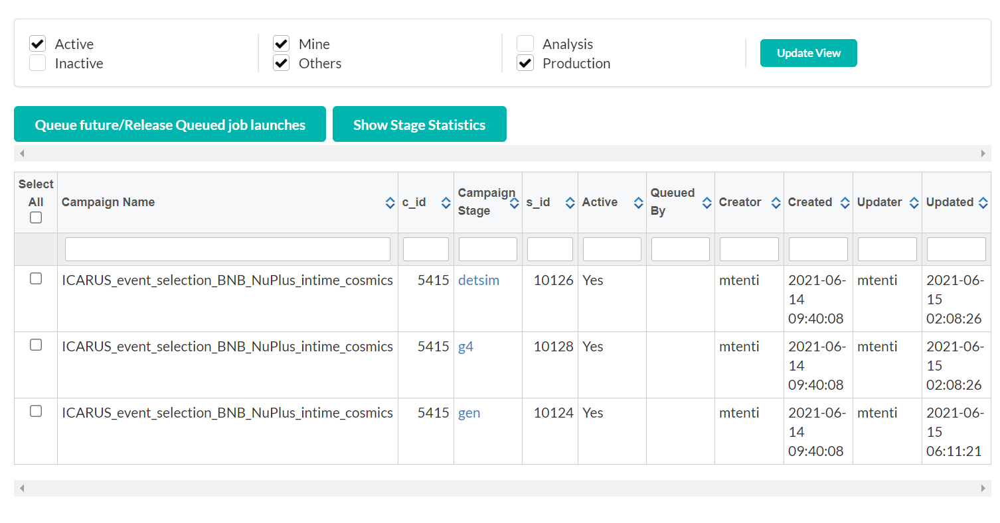 Active
Inactive
Mine
Others
Analysis
Production
Update View
Queue future/Release Queued job launches
Show Stage Statistics
Select All
Campaign Name
c_id
Campaign Stage
s_id
Active
Queued By
Creator
Created
Updater
Updated
ICARUS_event_selection_BNB_NuPlus_intime_cosmics 5415 detsim 10126 Yes mtenti 2021-06- mtenti 2021-06-
14 15
09:40:08 02:08:26
ICARUS_event_selection_BNB_NuPlus_intime_cosmics 5415 g4 10128 Yes mtenti 2021-06- mtenti 2021-06-
14 15
09:40:08 02:08:26
ICARUS_event_selection_BNB_NuPlus_intime_cosmics 5415 gen 10124 Yes mtenti 2021-06- mtenti 2021-06-
14 15
09:40:08 06:11:21